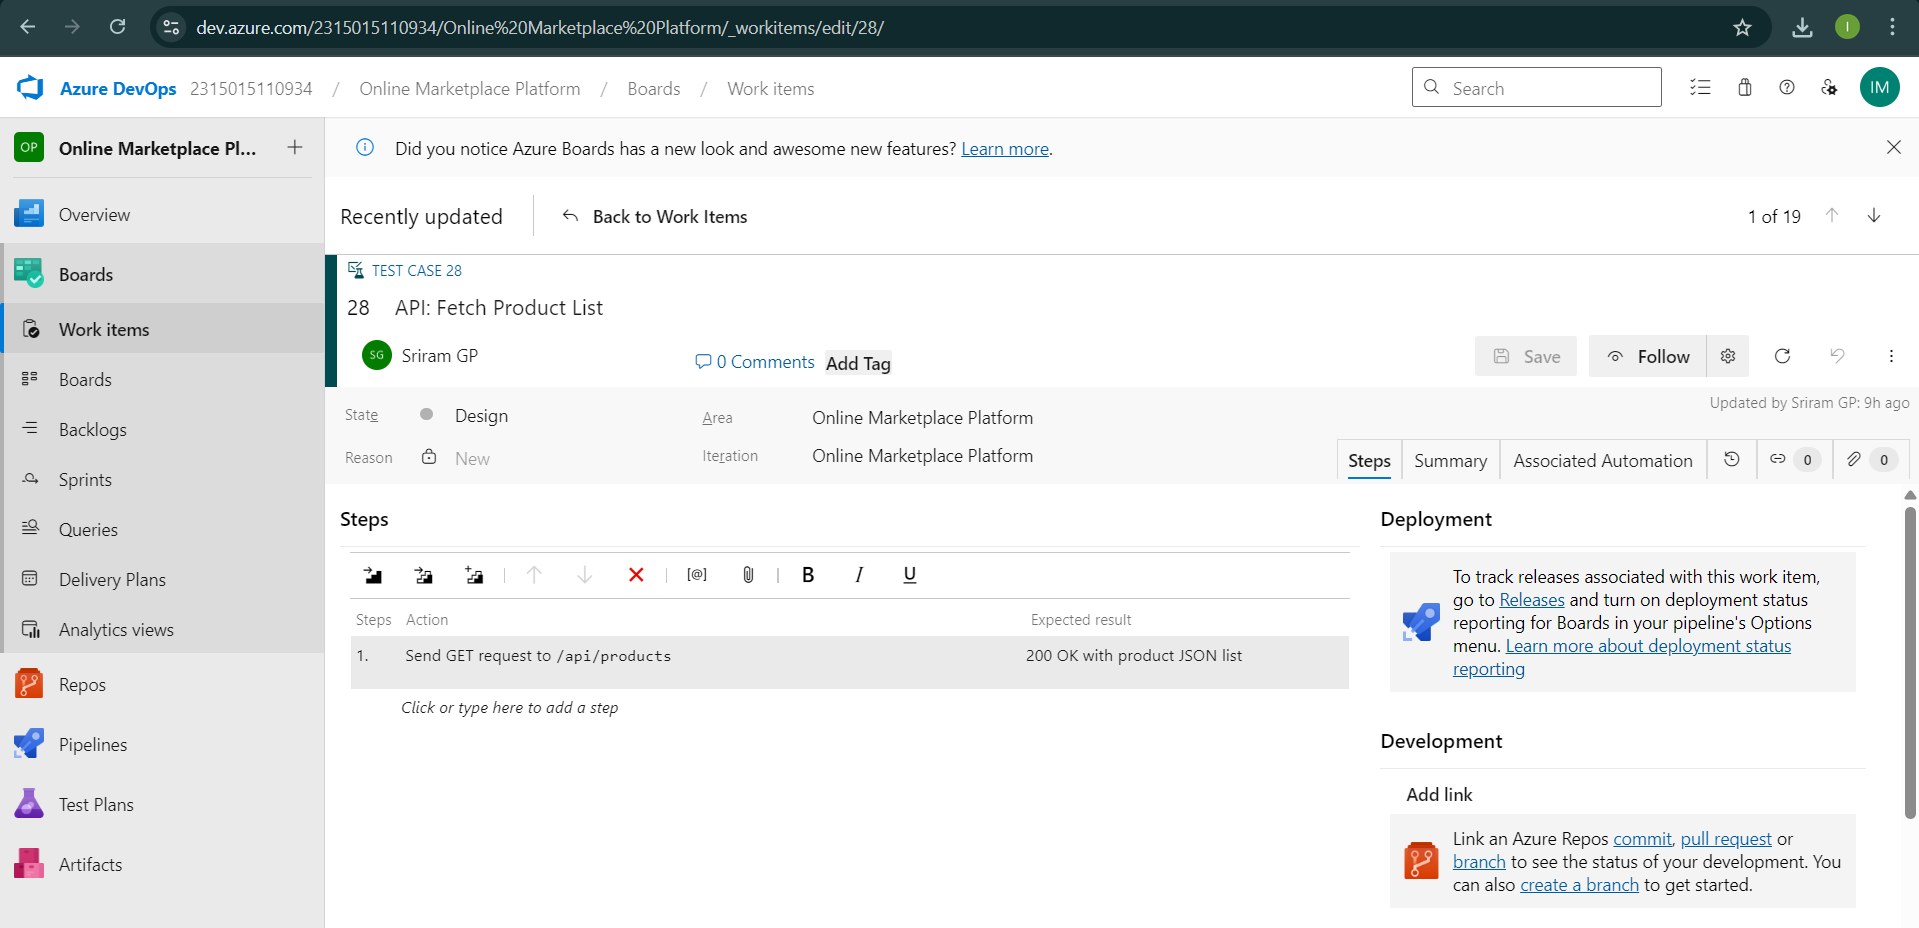 dev.azure.com/2315015110934/Online%20Marketplace%20Platform/_workitems/edit/28/
I
Azure DevOps 2315015110934 / Online Marketplace Platform / Boards / Work items
Search
IM
OP Online Marketplace Pl...
Overview
Boards
Work items
Boards
Backlogs
Sprints
Queries
Delivery Plans
Analytics views
Repos
Pipelines
Test Plans
Artifacts
Did you notice Azure Boards has a new look and awesome new features? Learn more.
Recently updated
Back to Work Items
1 of 19
TEST CASE 28
28 API: Fetch Product List
SG Sriram GP
0 Comments
Add Tag
Save
Follow
State Design
Area Online Marketplace Platform
Updated by Sriram GP: 9h ago
Reason New
Iteration Online Marketplace Platform
Steps Summary Associated Automation 0 0
Steps
[@] B I U
Steps Action Expected result
1. Send GET request to /api/products 200 OK with product JSON list
Click or type here to add a step
Deployment
To track releases associated with this work item,
go to Releases and turn on deployment status
reporting for Boards in your pipeline's Options
menu. Learn more about deployment status
reporting
Development
Add link
Link an Azure Repos commit, pull request or
branch to see the status of your development. You
can also create a branch to get started.